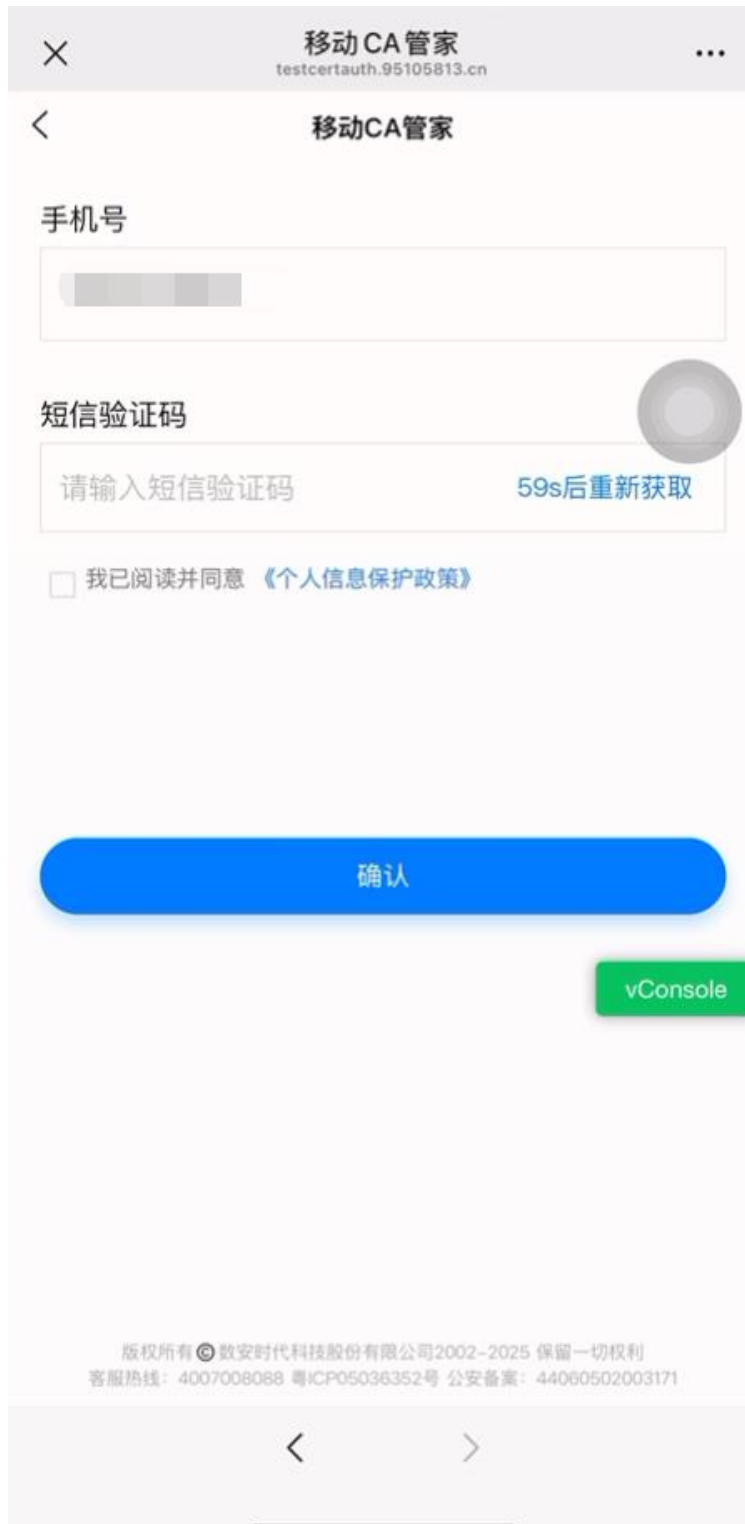 移动CA管家
testcertauth.95105813.cn
移动CA管家
手机号
短信验证码
请输入短信验证码 59s后重新获取
我已阅读并同意 《个人信息保护政策》
确认
vConsole
版权所有©数安时代科技股份有限公司2002-2025 保留一切权利
客服热线：4007008088 粤ICP05036352号 公安备案：44060502003171